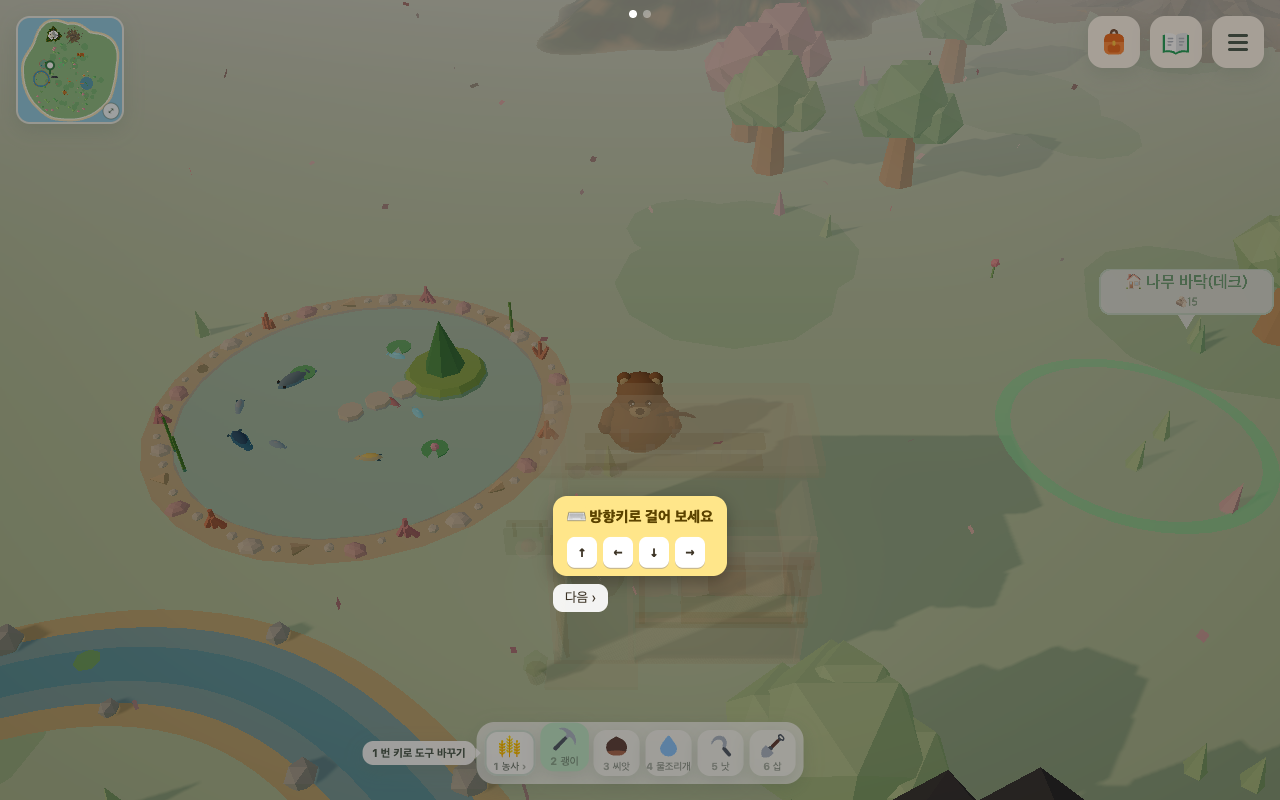 나무 바닥(데크)
15
방향키로 걸어 보세요
↑ ← ↓ →
다음 ›
1 번 키로 도구 바꾸기
1 농사 ›
2 괭이
3 씨앗
4 물조리개
5 낫
6 삽